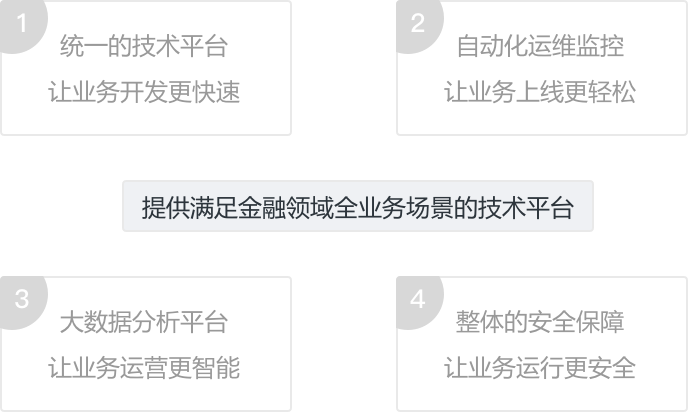 1
统一的技术平台
让业务开发更快速
2
自动化运维监控
让业务上线更轻松
提供满足金融领域全业务场景的技术平台
3
大数据分析平台
让业务运营更智能
4
整体的安全保障
让业务运行更安全